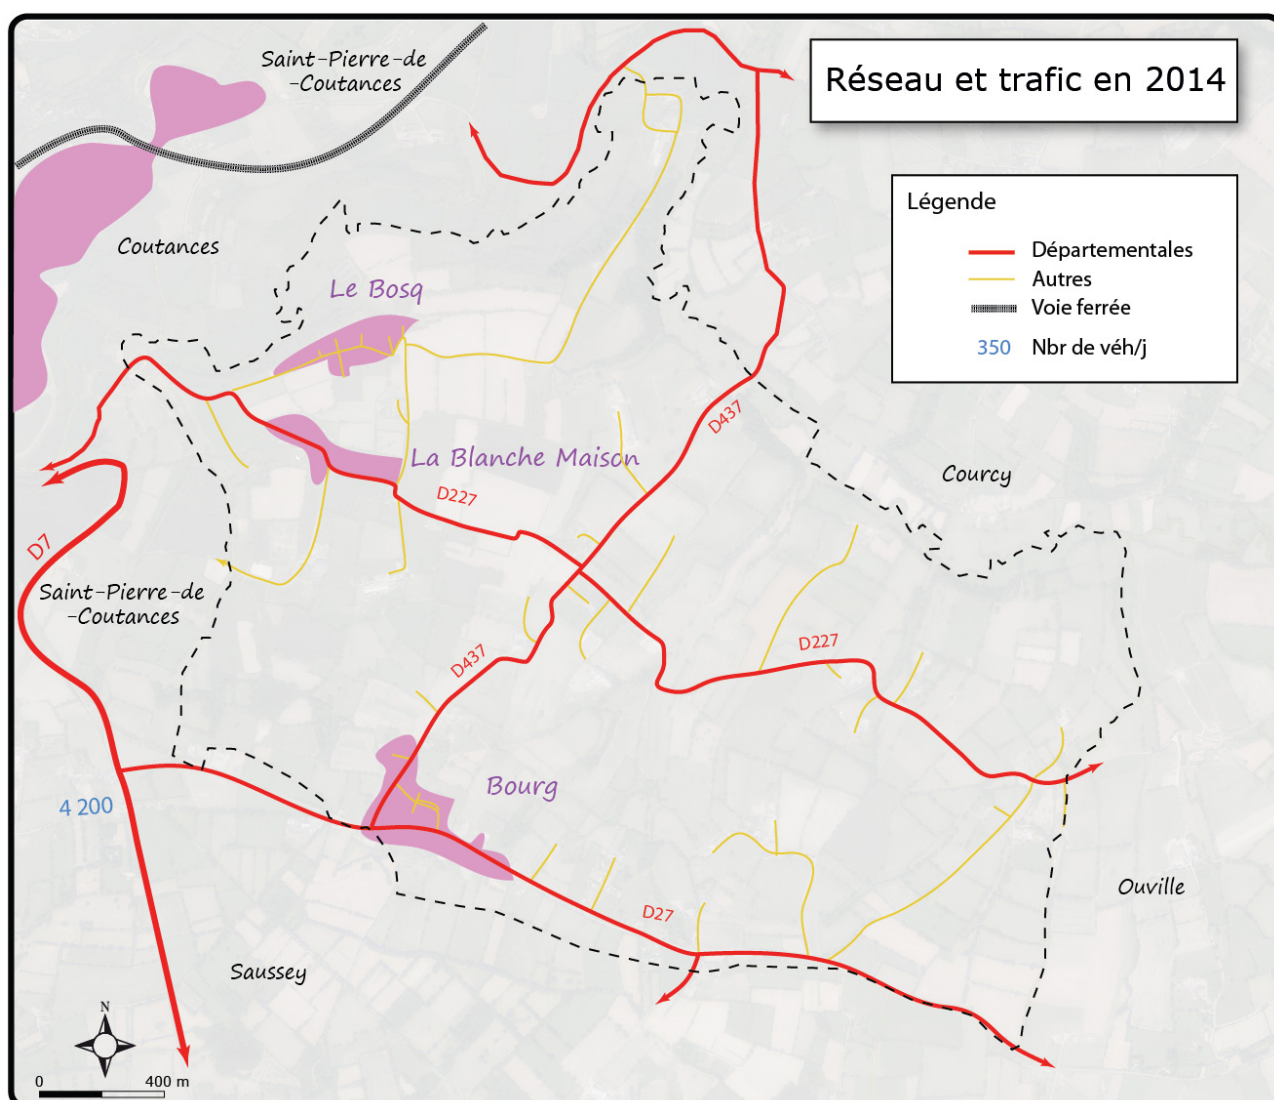 Saint-Pierre-de
-Coutances
Réseau et trafic en 2014
Légende
Départementales
Autres
Voie ferrée
350 Nbr de véh/j
Coutances
Le Bosq
D437
La Blanche Maison
D227
Courcy
D7
Saint-Pierre-de
-Coutances
D437
D227
4 200
Bourg
Ouville
D27
Saussey
N
0 400 m